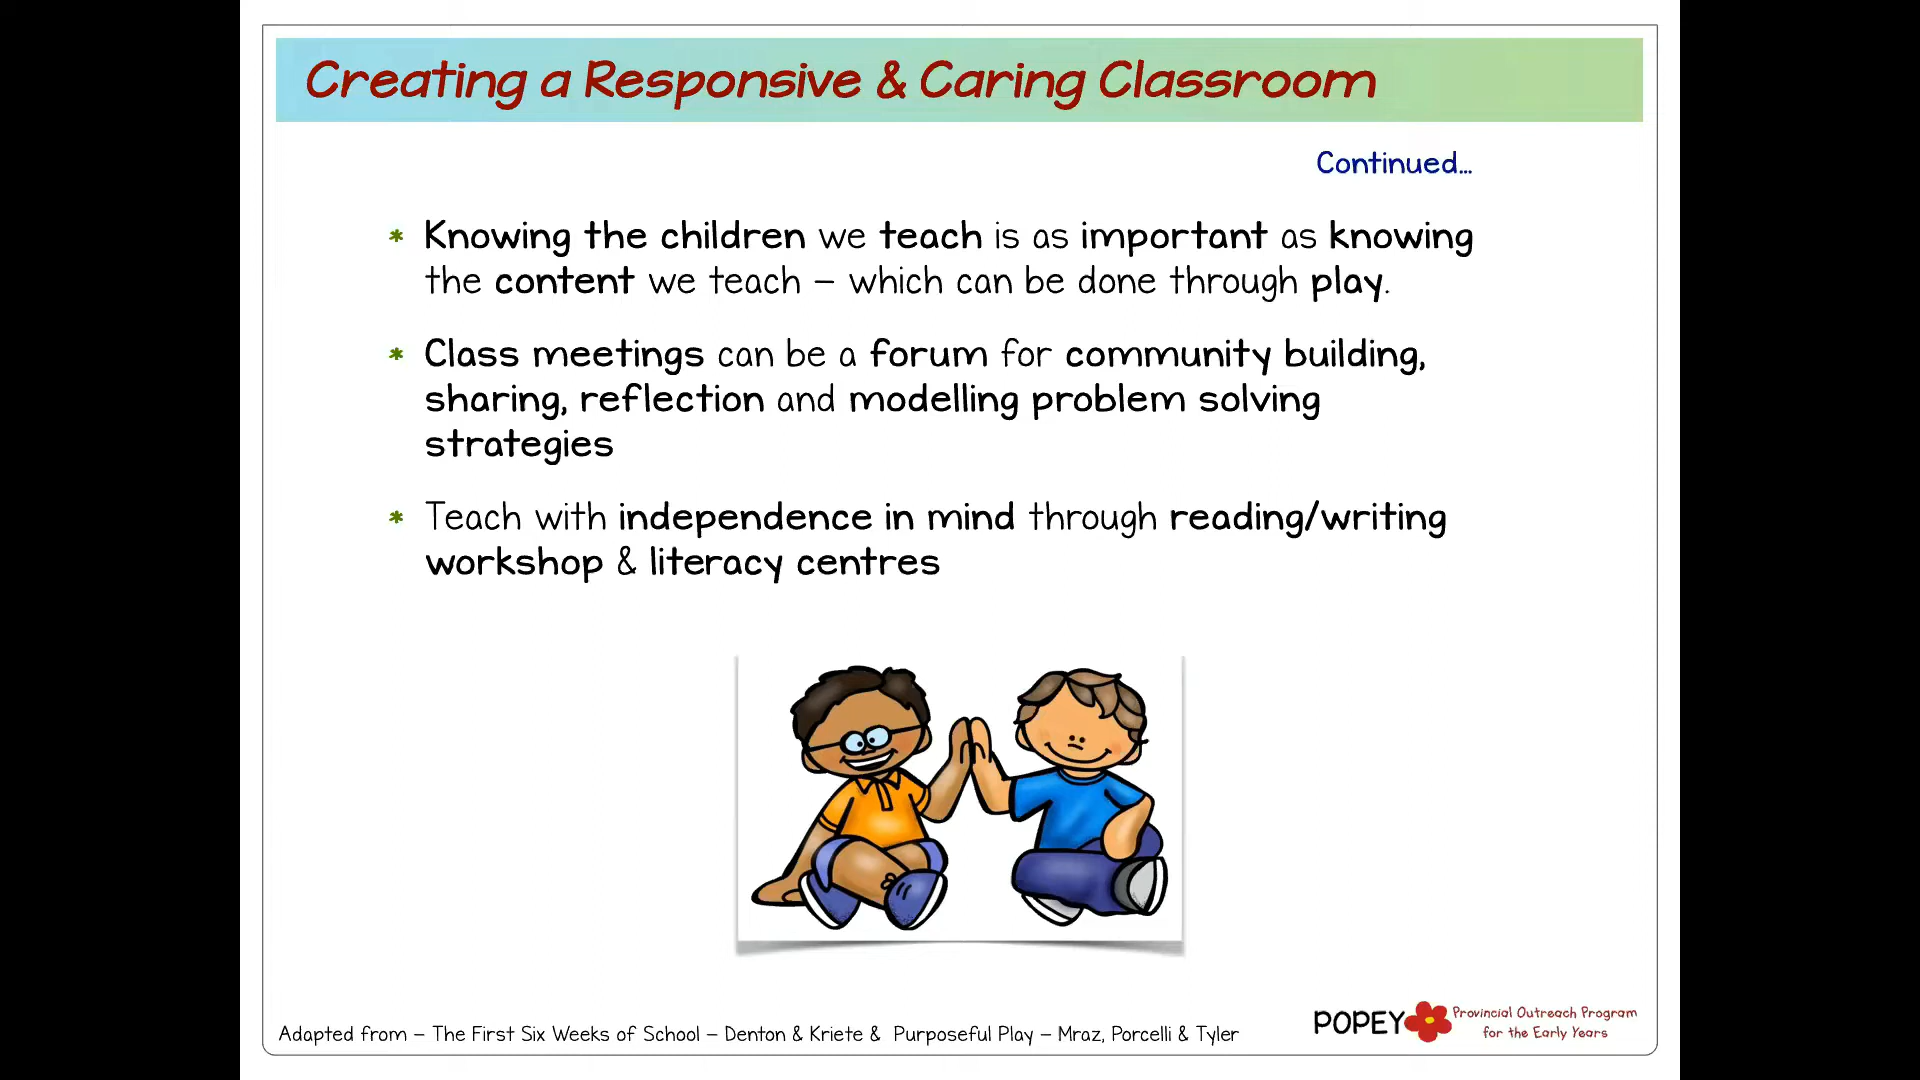 Creating a Responsive & Caring Classroom
Continued...
* Knowing the children we teach is as important as knowing
the content we teach – which can be done through play.
* Class meetings can be a forum for community building,
sharing, reflection and modelling problem solving
strategies
* Teach with independence in mind through reading/writing
workshop & literacy centres
Adapted from – The First Six Weeks of School – Denton & Kriete & Purposeful Play – Mraz, Porcelli & Tyler
POPEY Provincial Outreach Program
for the Early Years